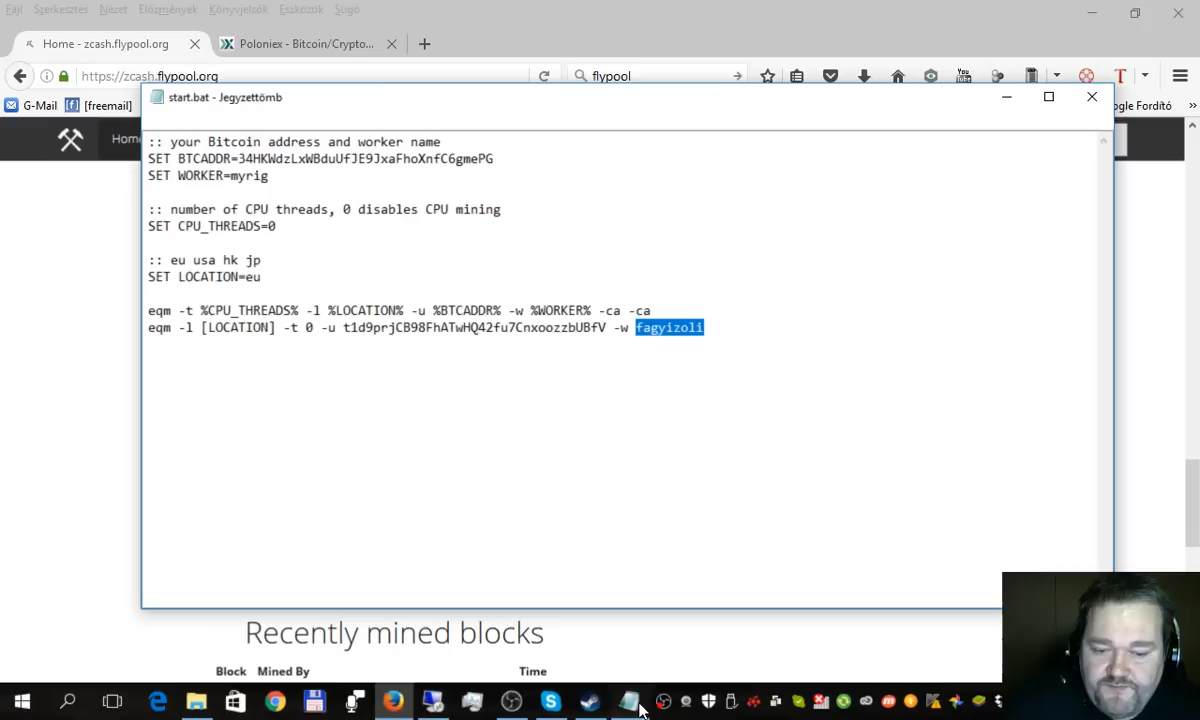 Fájl Szerkesztés Nézet Előzmények Könyvjelzők Eszközök Súgó
Home - zcash.flypool.org
Poloniex - Bitcoin/Crypto...
https://zcash.flypool.org
flypool
G-Mail
[freemail]
ogle Fordító
Home
start.bat - Jegyzettömb
:: your Bitcoin address and worker name
SET BTCADDR=34HKWdzLxWBduUfJE9JxaFhoXnfC6gmePG
SET WORKER=myrig
:: number of CPU threads, 0 disables CPU mining
SET CPU_THREADS=0
:: eu usa hk jp
SET LOCATION=eu
eqm -t %CPU_THREADS% -l %LOCATION% -u %BTCADDR% -w %WORKER% -ca -ca
eqm -l [LOCATION] -t 0 -u t1d9prjCB98FhATwHQ42fu7CnxoozzbUBfV -w fagyizoli
Recently mined blocks
Block Mined By Time